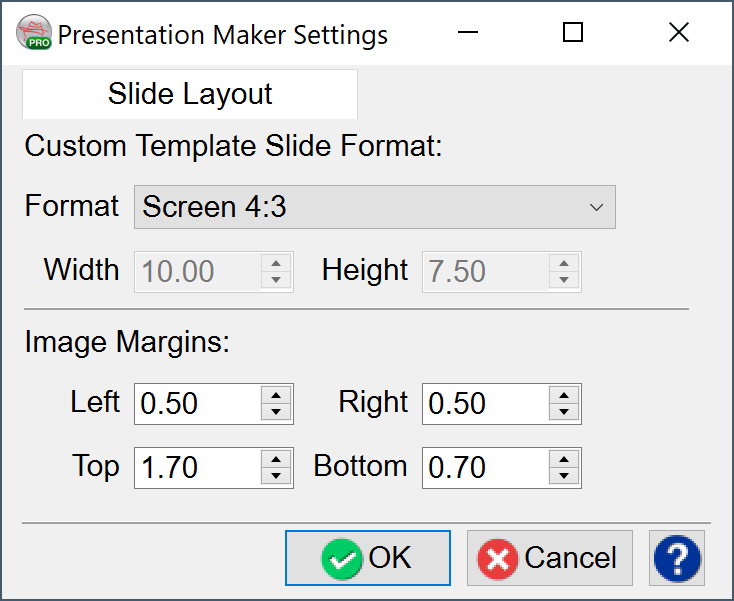 PRO Presentation Maker Settings
Slide Layout
Custom Template Slide Format:
Format Screen 4:3
Width 10.00 Height 7.50
Image Margins:
Left 0.50 Right 0.50
Top 1.70 Bottom 0.70
OK Cancel ?